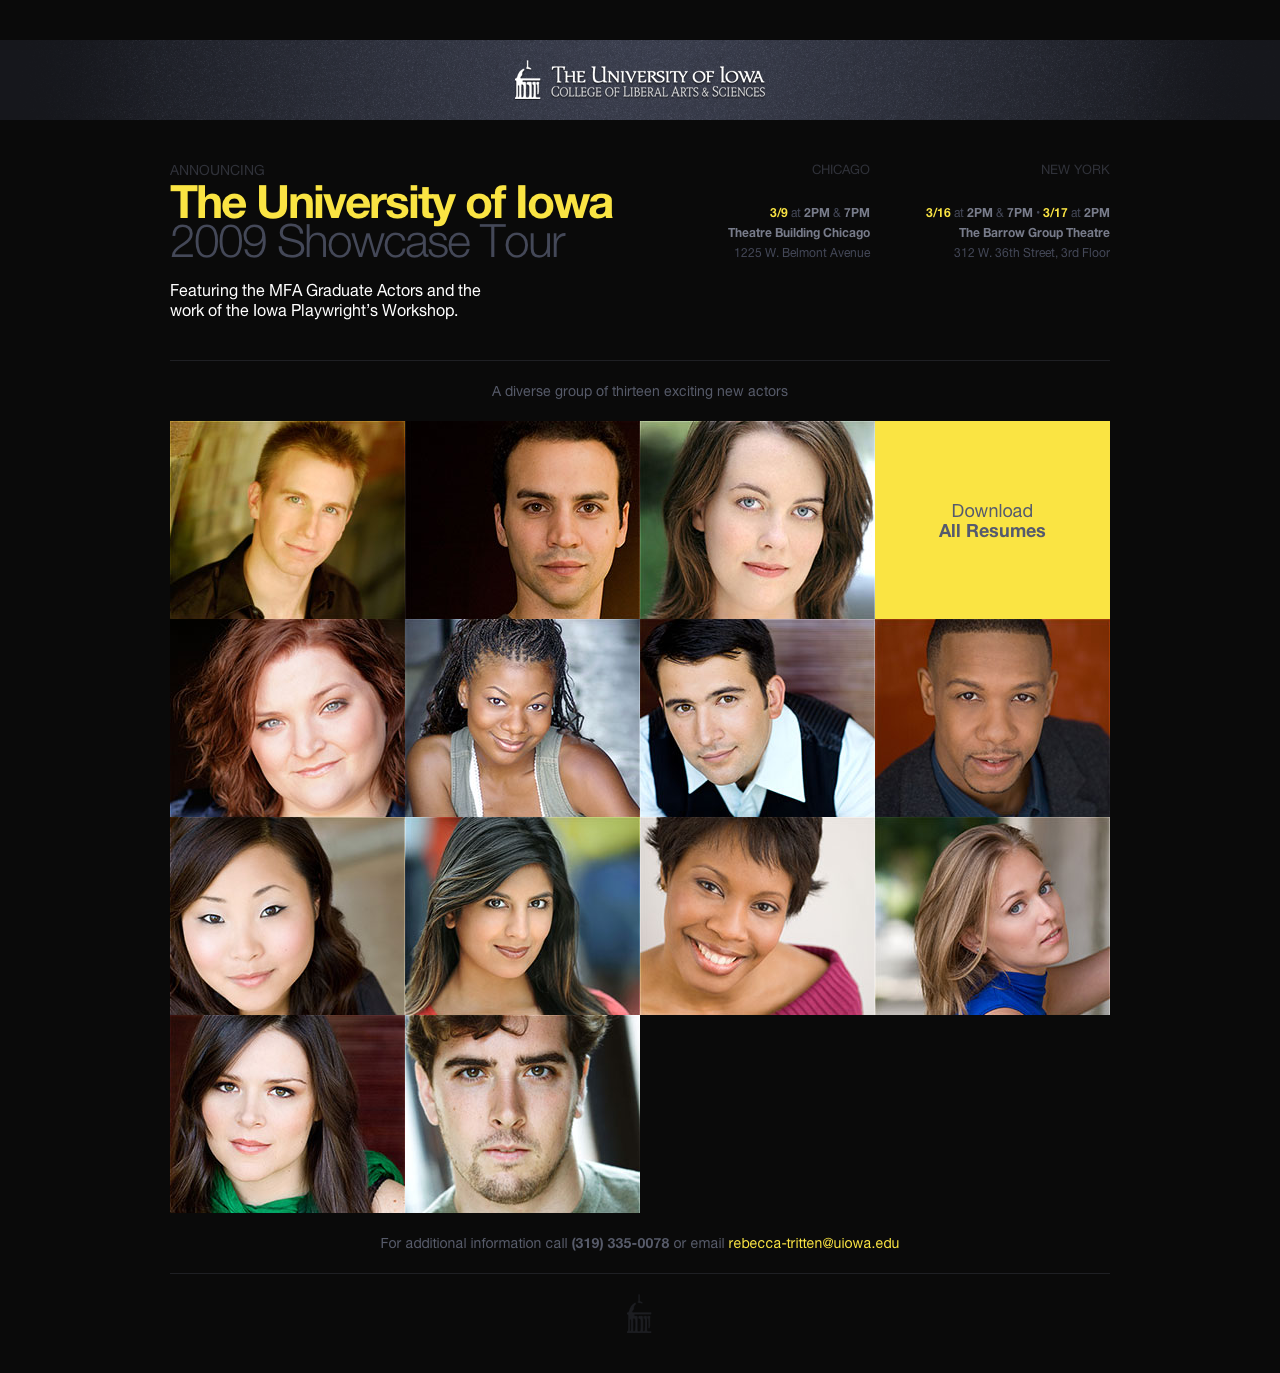 THE UNIVERSITY OF IOWA
COLLEGE OF LIBERAL ARTS & SCIENCES
ANNOUNCING
The University of Iowa
2009 Showcase Tour
Featuring the MFA Graduate Actors and the
work of the Iowa Playwright’s Workshop.
CHICAGO
3/9 at 2PM & 7PM
Theatre Building Chicago
1225 W. Belmont Avenue
NEW YORK
3/16 at 2PM & 7PM • 3/17 at 2PM
The Barrow Group Theatre
312 W. 36th Street, 3rd Floor
A diverse group of thirteen exciting new actors
Download
All Resumes
For additional information call (319) 335-0078 or email rebecca-tritten@uiowa.edu